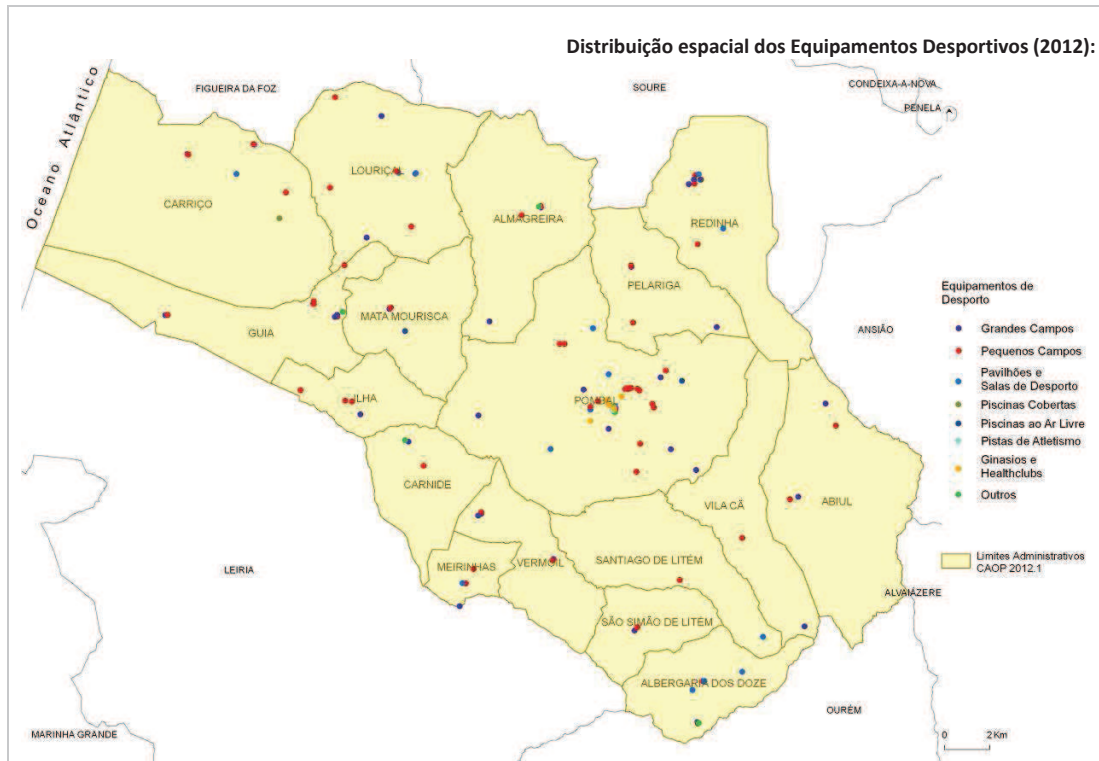 Distribuição espacial dos Equipamentos Desportivos (2012):
Oceano Atlântico
FIGUEIRA DA FOZ
SOURE
CONDEIXA-A-NOVA
PENELA
LOURIÇAL
CARRIÇO
ALMAGREIRA
REDINHA
PELARIGA
MATA MOURISCA
GUIA
ANSIÃO
ILHA
POMBAL
CARNIDE
VILA CÃ
ABIUL
MEIRINHAS
VERMOIL
SANTIAGO DE LITÉM
LEIRIA
ALVAIÁZERE
SÃO SIMÃO DE LITÉM
ALBERGARIA DOS DOZE
OURÉM
MARINHA GRANDE
Equipamentos de
Desporto
Grandes Campos
Pequenos Campos
Pavilhões e
Salas de Desporto
Piscinas Cobertas
Piscinas ao Ar Livre
Pistas de Atletismo
Ginasios e
Healthclubs
Outros
Limites Administrativos
CAOP 2012.1
0 2 Km